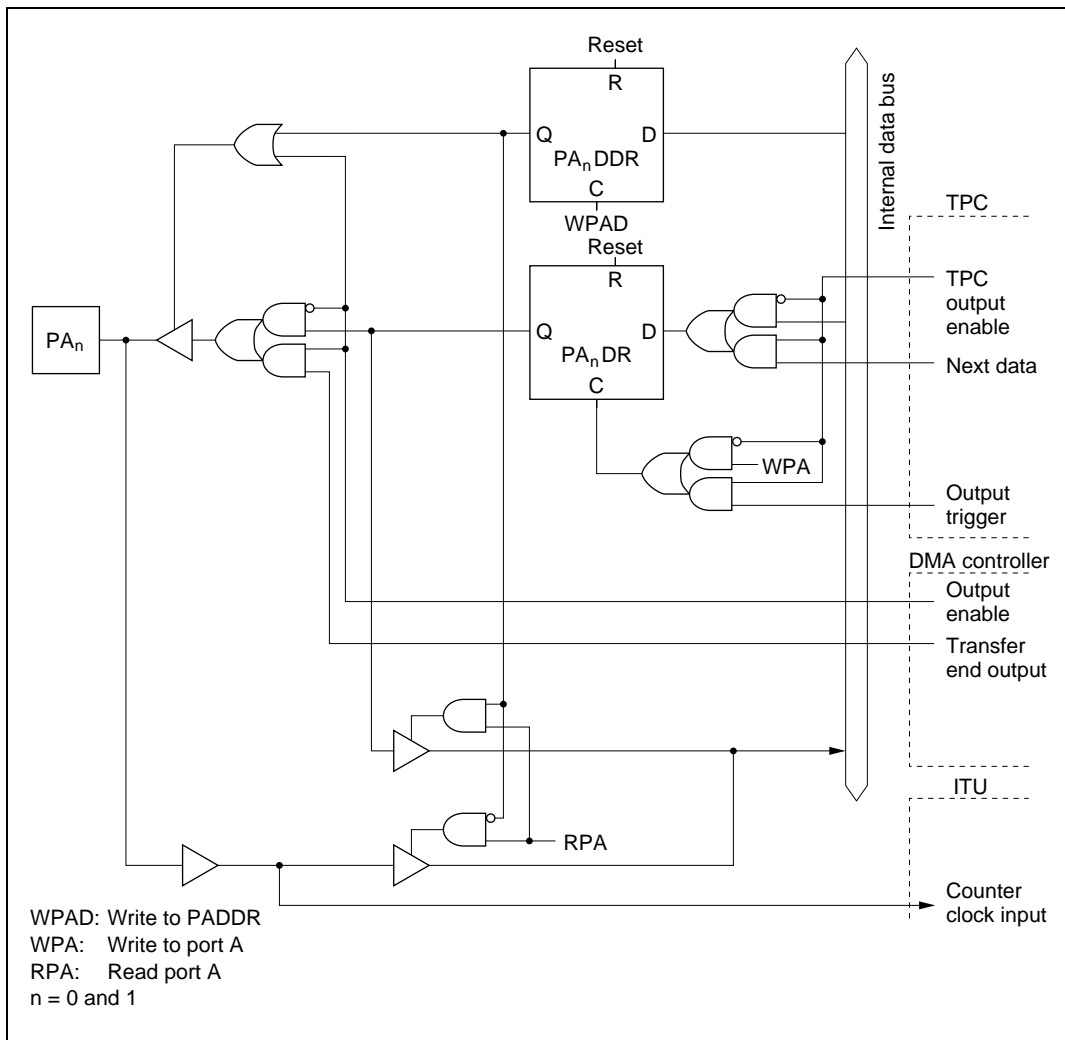 Reset
R
Q
D
PAnDDR
C
WPAD
Internal data bus
TPC
Reset
R
Q
D
PAnDR
C
TPC
output
enable
Next data
PAn
WPA
Output
trigger
DMA controller
Output
enable
Transfer
end output
ITU
RPA
Counter
clock input
WPAD: Write to PADDR
WPA: Write to port A
RPA: Read port A
n = 0 and 1